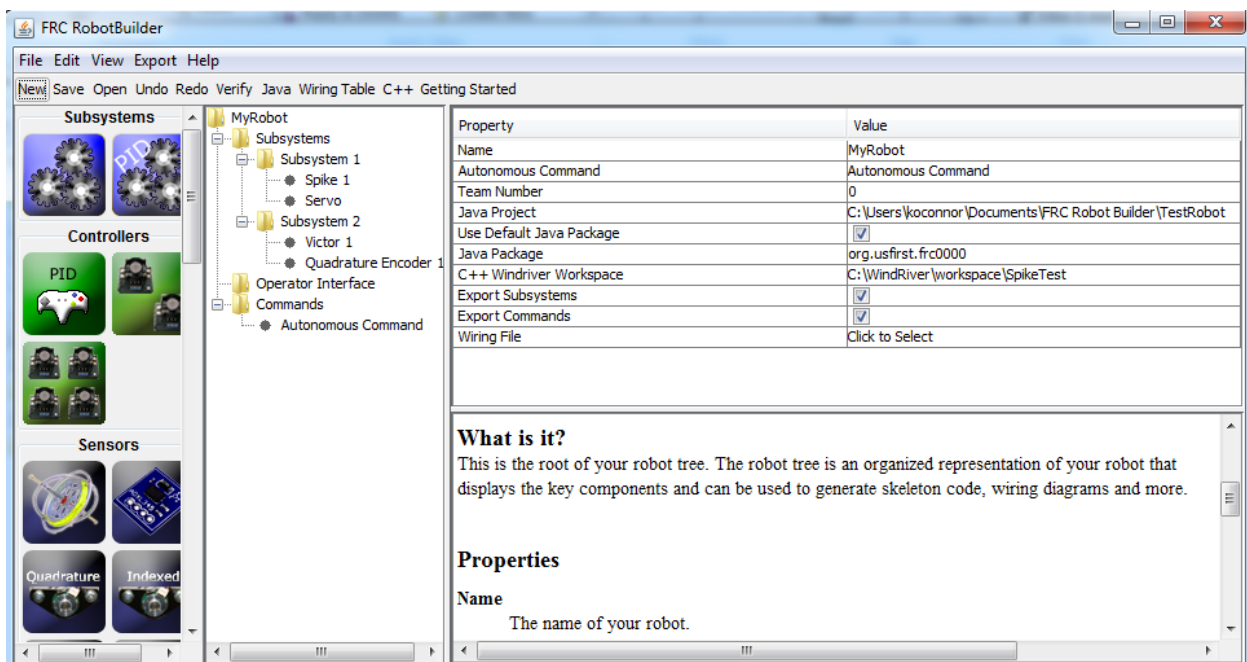 FRC RobotBuilder
File Edit View Export Help
New Save Open Undo Redo Verify Java Wiring Table C++ Getting Started
Subsystems
PID
Controllers
PID
Sensors
Quadrature
Indexed
MyRobot
Subsystems
Subsystem 1
Spike 1
Servo
Subsystem 2
Victor 1
Quadrature Encoder 1
Operator Interface
Commands
Autonomous Command
Property Value
Name MyRobot
Autonomous Command Autonomous Command
Team Number 0
Java Project C:\Users\koconnor\Documents\FRC Robot Builder\TestRobot
Use Default Java Package
Java Package org.usfirst.frc0000
C++ Windriver Workspace C:\WindRiver\workspace\SpikeTest
Export Subsystems
Export Commands
Wiring File Click to Select
What is it?
This is the root of your robot tree. The robot tree is an organized representation of your robot that
displays the key components and can be used to generate skeleton code, wiring diagrams and more.
Properties
Name
The name of your robot.